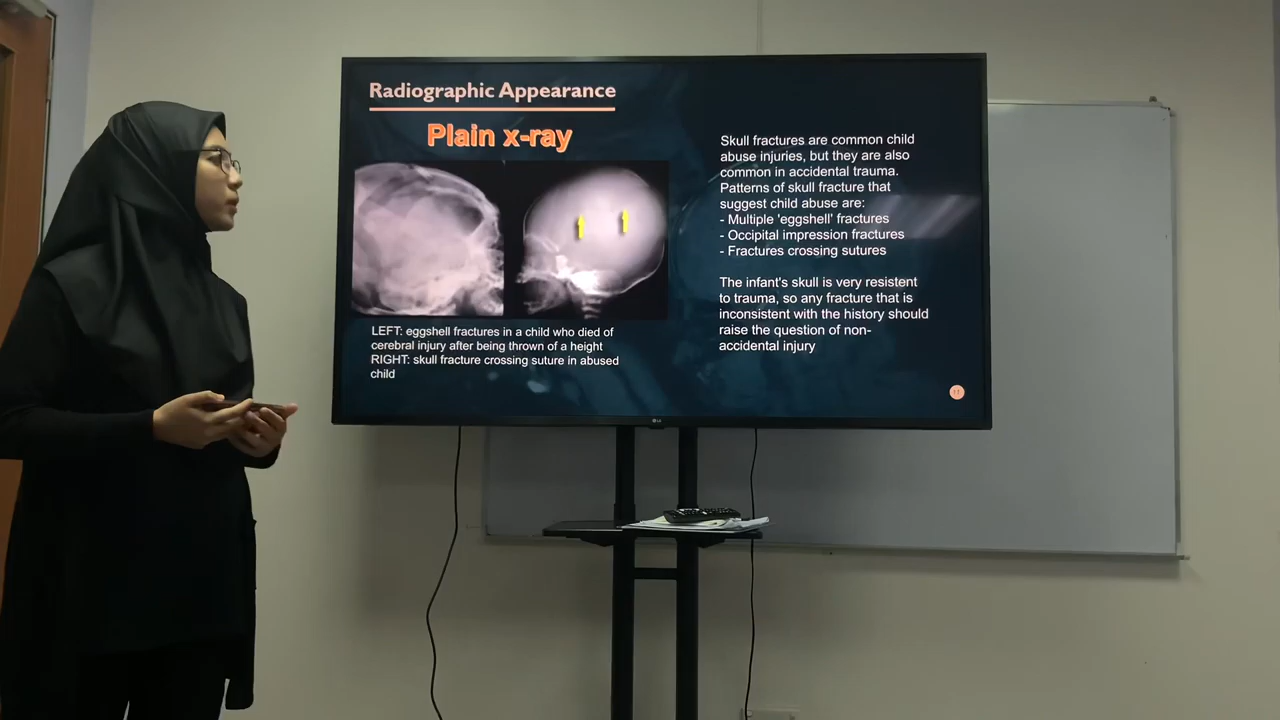 Radiographic Appearance
Plain x-ray
LEFT: eggshell fractures in a child who died of
cerebral injury after being thrown of a height
RIGHT: skull fracture crossing suture in abused
child
Skull fractures are common child
abuse injuries, but they are also
common in accidental trauma.
Patterns of skull fracture that
suggest child abuse are:
- Multiple 'eggshell' fractures
- Occipital impression fractures
- Fractures crossing sutures
The infant's skull is very resistent
to trauma, so any fracture that is
inconsistent with the history should
raise the question of non-
accidental injury
LG